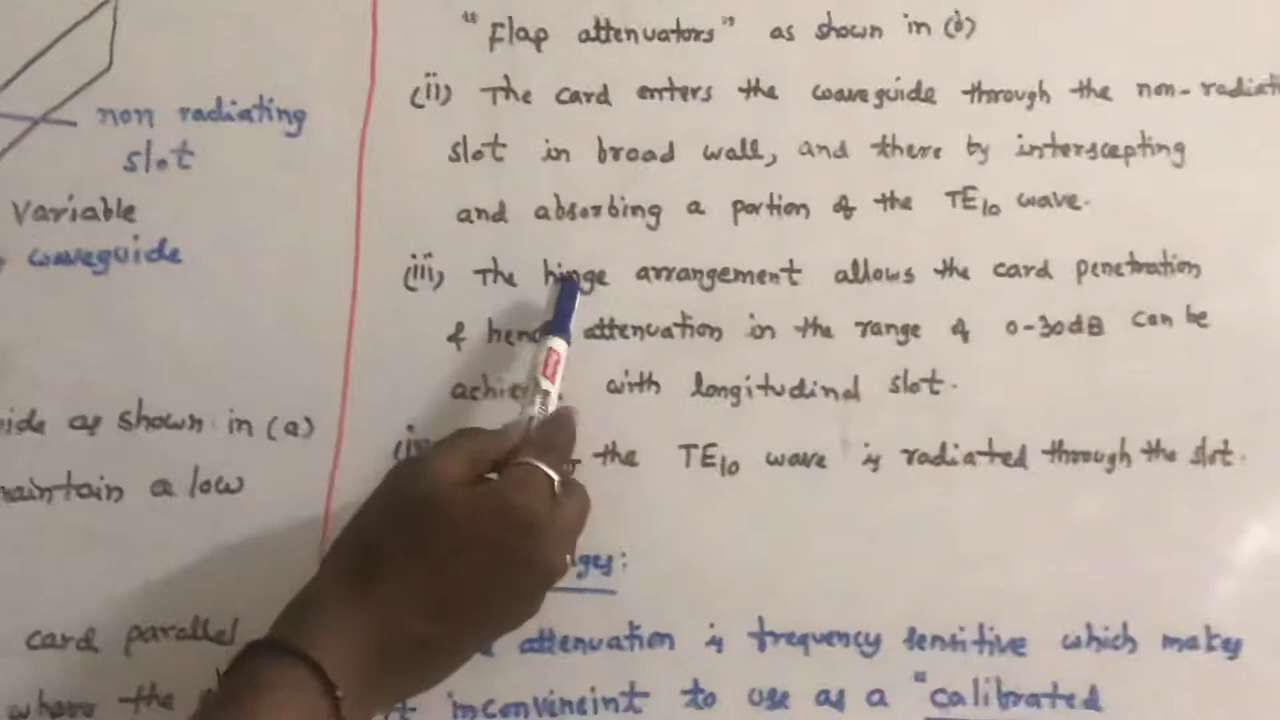 non radiating
slot
Variable
waveguide
as shown in (a)
maintain a low
card parallel
where the
"Flap attenuators" as shown in (b)
(ii) The card enters the waveguide through the non-radiat
slot in broad wall, and there by interscepting
and absorbing a portion of the TE10 wave.
(iii) The hinge arrangement allows the card penetration
& attenuation in the range of 0-30dB can be
with longitudinal slot.
the TE10 wave is radiated through the slot.
attenuation is frequency sensitive which makes
inconvineint to use as a "calibrated